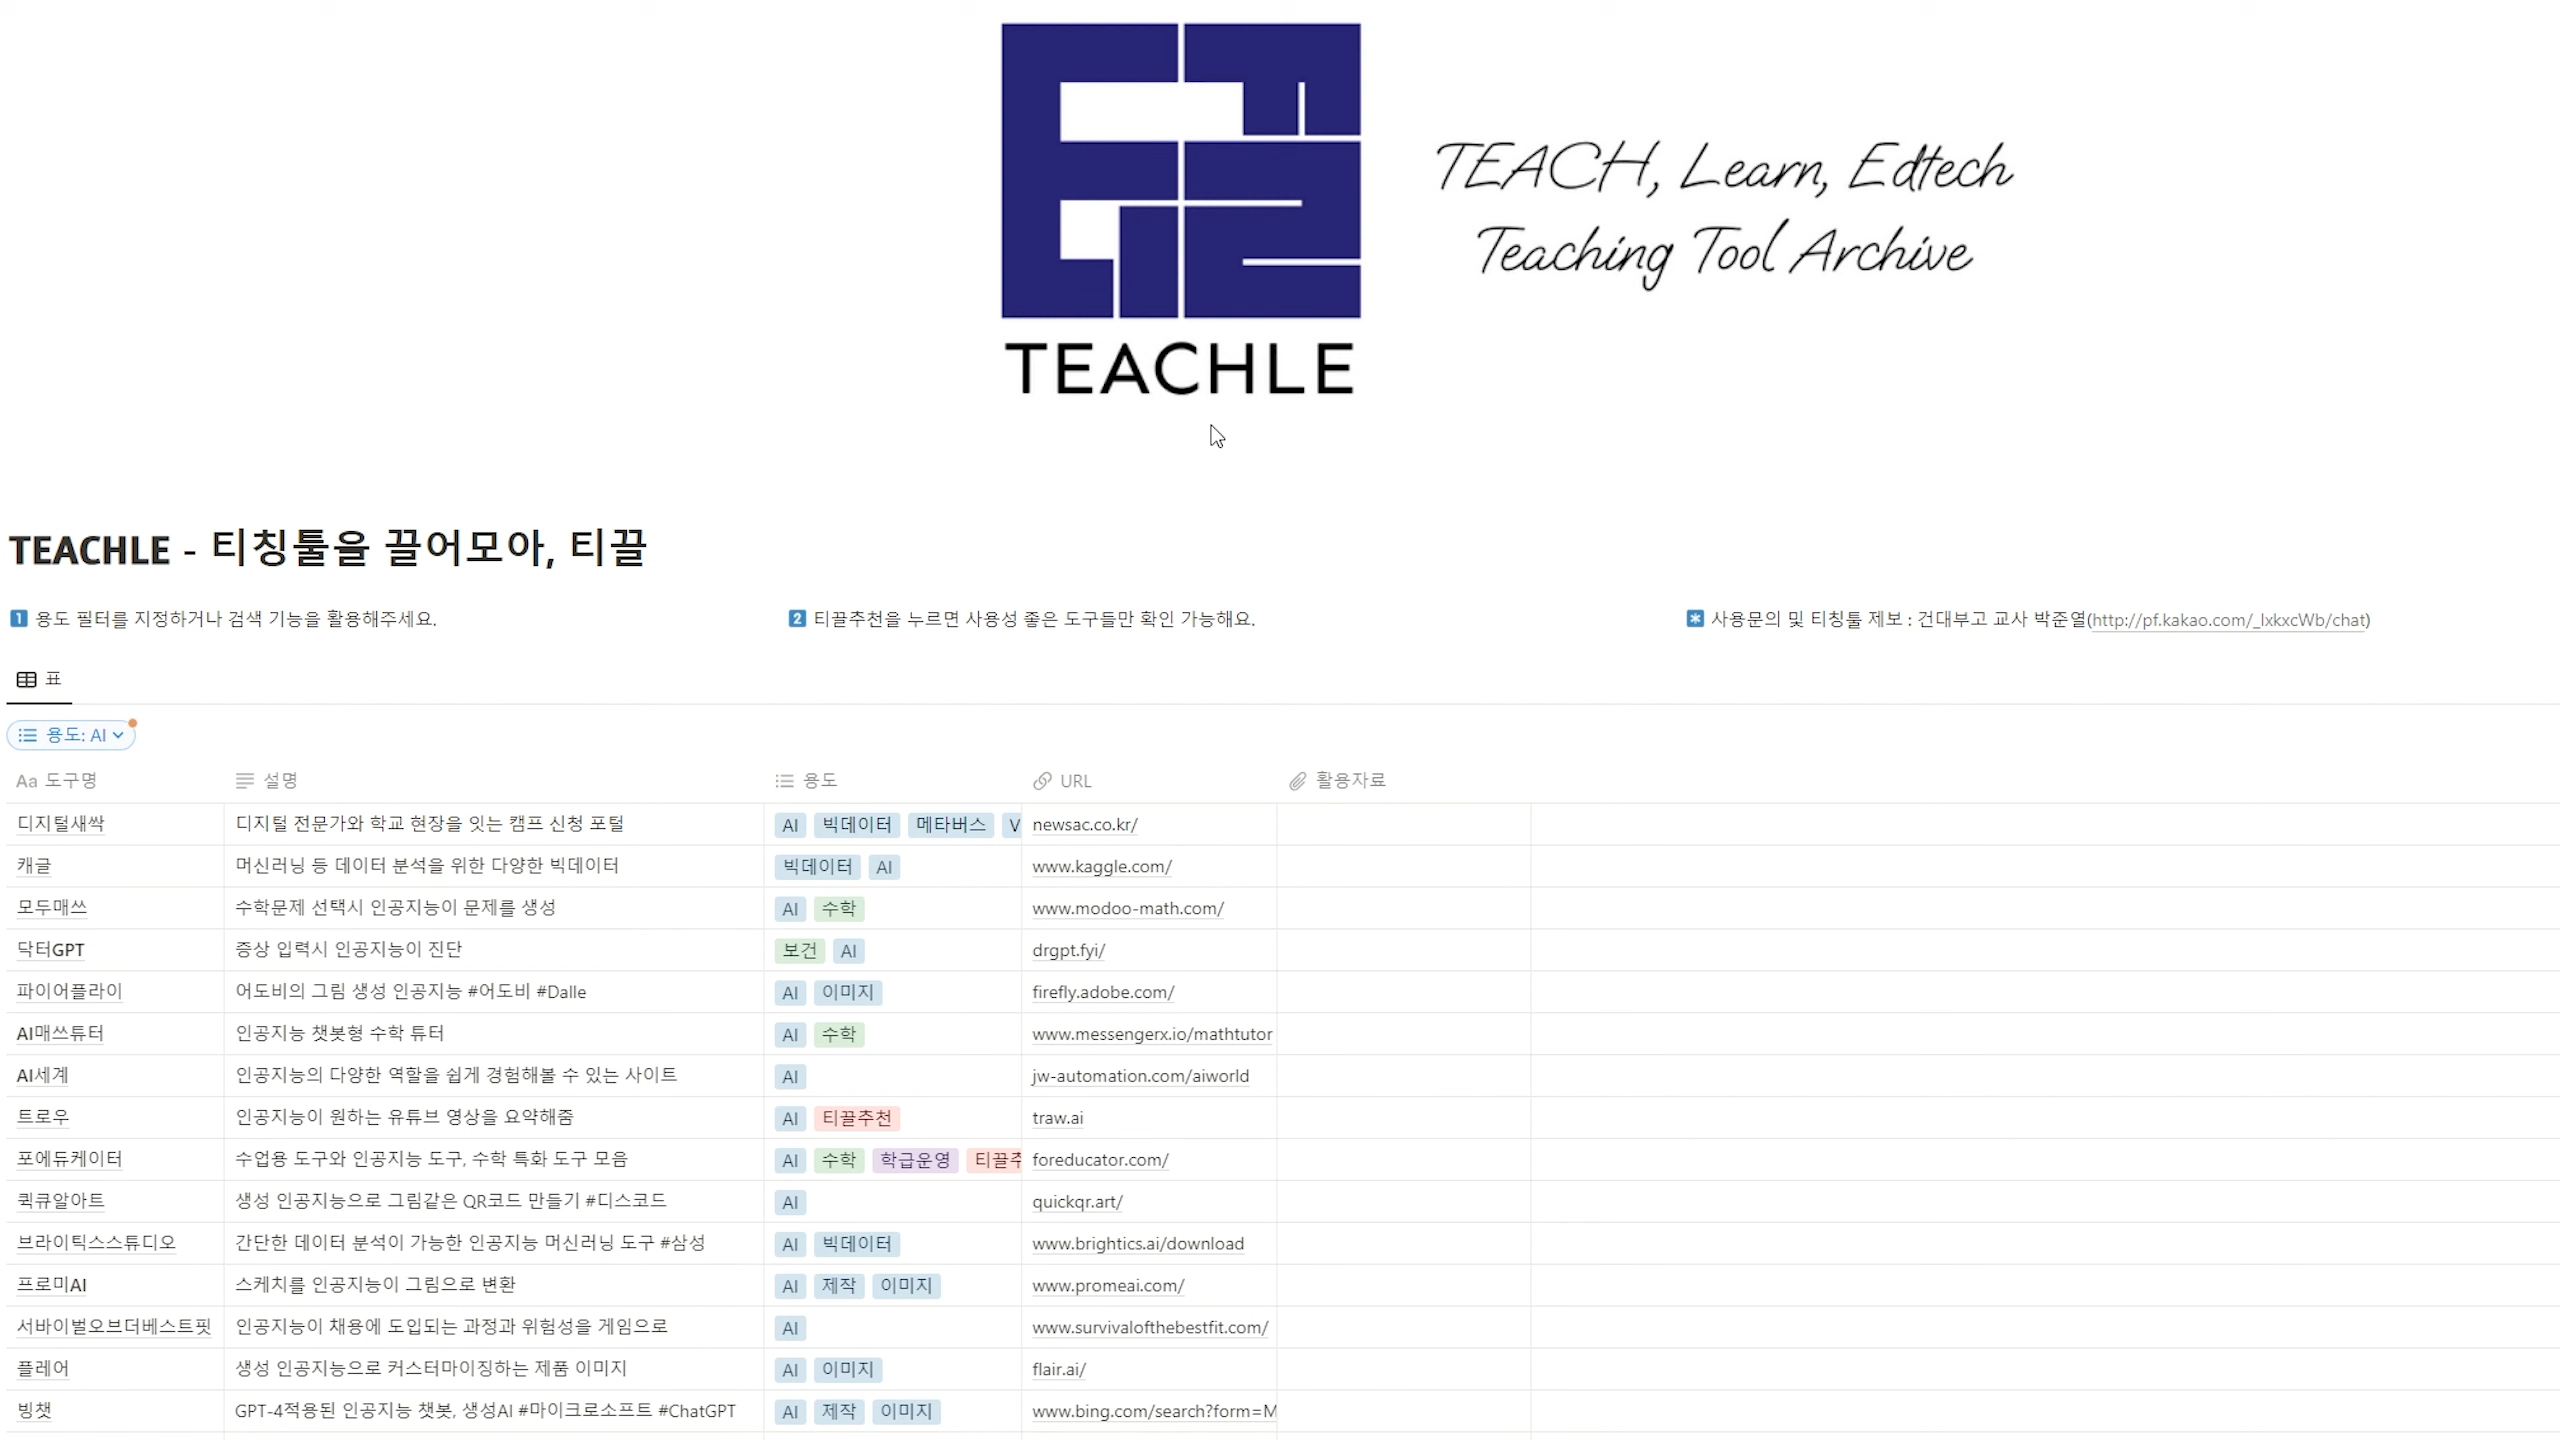 TEACH, Learn, Edtech
Teaching Tool Archive
TEACHLE
TEACHLE - 티칭툴을 끌어모아, 티끌
1 용도 필터를 지정하거나 검색 기능을 활용해주세요.
2 티끌추천을 누르면 사용성 좋은 도구들만 확인 가능해요.
* 사용문의 및 티칭툴 제보 : 건대부고 교사 박준열(http://pf.kakao.com/_lxkxcWb/chat)
표
용도: AI
Aa 도구명 설명 용도 URL 활용자료
디지털새싹 디지털 전문가와 학교 현장을 잇는 캠프 신청 포털 AI 빅데이터 메타버스 V newsac.co.kr/
캐글 머신러닝 등 데이터 분석을 위한 다양한 빅데이터 빅데이터 AI www.kaggle.com/
모두매쓰 수학문제 선택시 인공지능이 문제를 생성 AI 수학 www.modoo-math.com/
닥터GPT 증상 입력시 인공지능이 진단 보건 AI drgpt.fyi/
파이어플라이 어도비의 그림 생성 인공지능 #어도비 #Dalle AI 이미지 firefly.adobe.com/
AI매쓰튜터 인공지능 챗봇형 수학 튜터 AI 수학 www.messengerx.io/mathtutor
AI세계 인공지능의 다양한 역할을 쉽게 경험해볼 수 있는 사이트 AI jw-automation.com/aiworld
트로우 인공지능이 원하는 유튜브 영상을 요약해줌 AI 티끌추천 traw.ai
포에듀케이터 수업용 도구와 인공지능 도구, 수학 특화 도구 모음 AI 수학 학급운영 티끌추 foreducator.com/
퀵큐알아트 생성 인공지능으로 그림같은 QR코드 만들기 #디스코드 AI quickqr.art/
브라이틱스스튜디오 간단한 데이터 분석이 가능한 인공지능 머신러닝 도구 #삼성 AI 빅데이터 www.brightics.ai/download
프로미AI 스케치를 인공지능이 그림으로 변환 AI 제작 이미지 www.promeai.com/
서바이벌오브더베스트핏 인공지능이 채용에 도입되는 과정과 위험성을 게임으로 AI www.survivalofthebestfit.com/
플레어 생성 인공지능으로 커스터마이징하는 제품 이미지 AI 이미지 flair.ai/
빙챗 GPT-4적용된 인공지능 챗봇, 생성AI #마이크로소프트 #ChatGPT AI 제작 이미지 www.bing.com/search?form=M